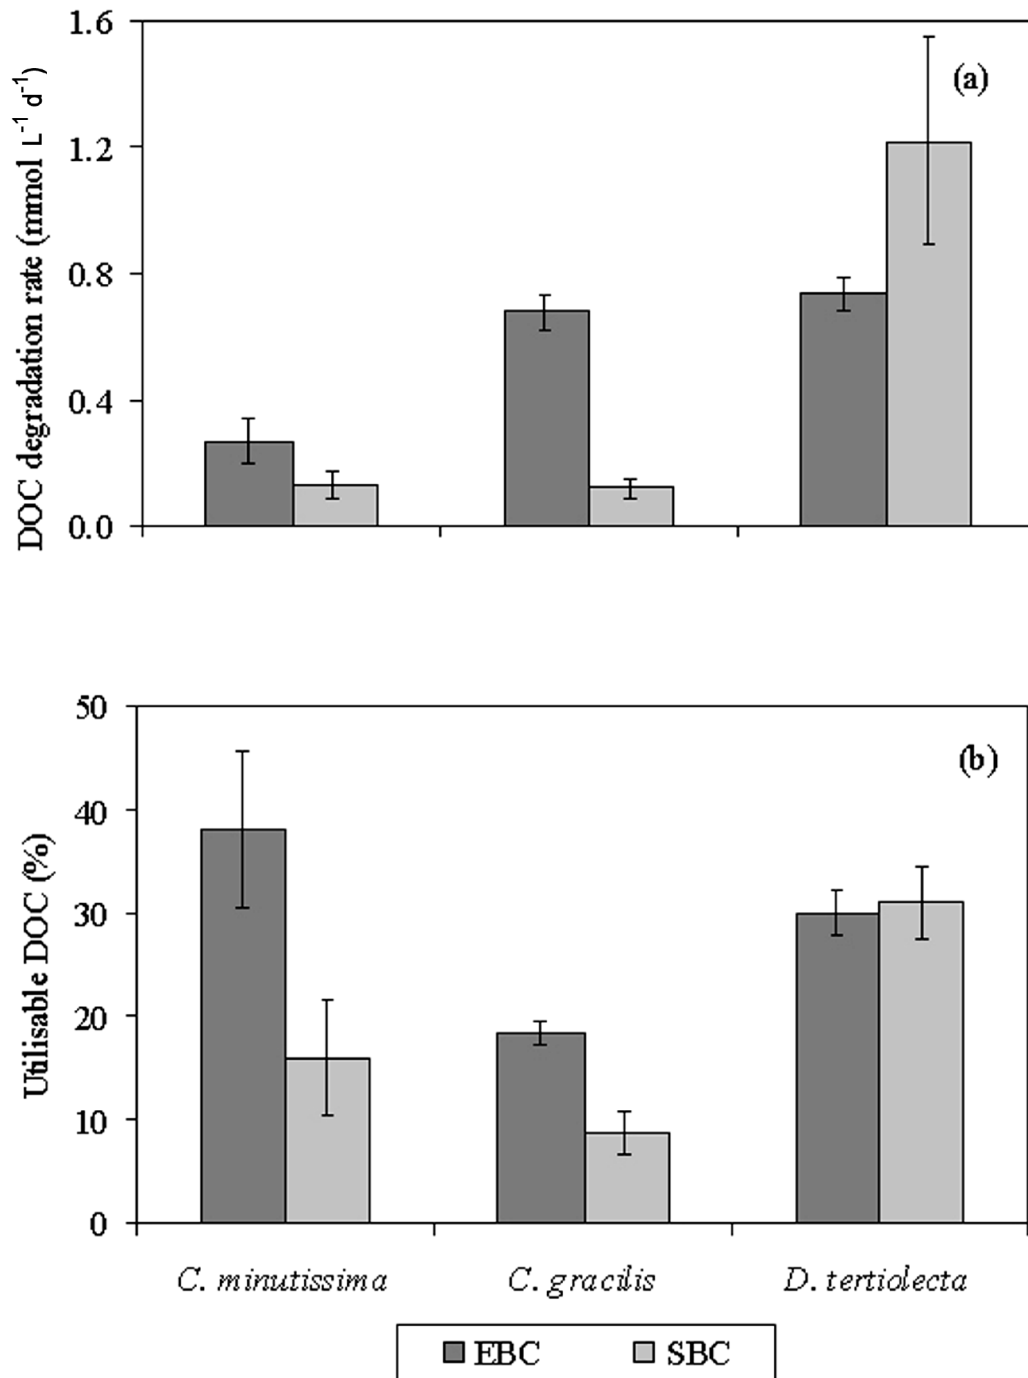 (a)
DOC degradation rate (mmol L⁻¹ d⁻¹)
1.6
1.2
0.8
0.4
0.0
(b)
Utilisable DOC (%)
50
40
30
20
10
0
C. minutissima C. gracilis D. tertiolecta
EBC SBC